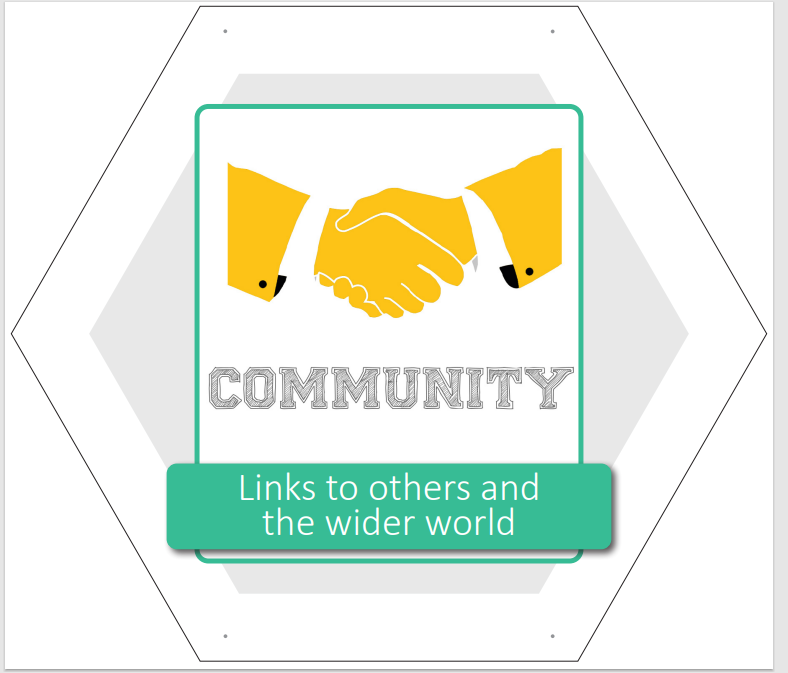 COMMUNITY
Links to others and
the wider world